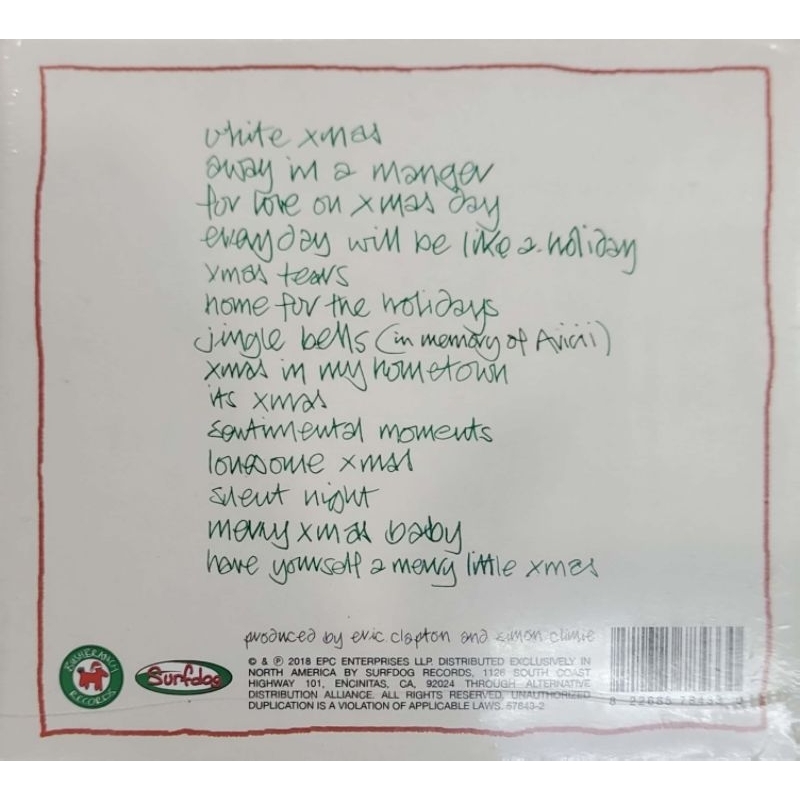 white xmas
away in a manger
for love on xmas day
everyday will be like a holiday
xmas tears
home for the holidays
jingle bells (in memory of Avicii)
xmas in my hometown
its xmas
sentimental moments
lonesome xmas
silent night
merry xmas baby
have yourself a merry little xmas
produced by eric clapton and simon climie
BUSHBRANCH
RECORDS
Surfdog
© & ℗ 2018 EPC ENTERPRISES LLP. DISTRIBUTED EXCLUSIVELY IN
NORTH AMERICA BY SURFDOG RECORDS, 1126 SOUTH COAST
HIGHWAY 101, ENCINITAS, CA, 92024 THROUGH ALTERNATIVE
DISTRIBUTION ALLIANCE. ALL RIGHTS RESERVED. UNAUTHORIZED
DUPLICATION IS A VIOLATION OF APPLICABLE LAWS. 57843-2